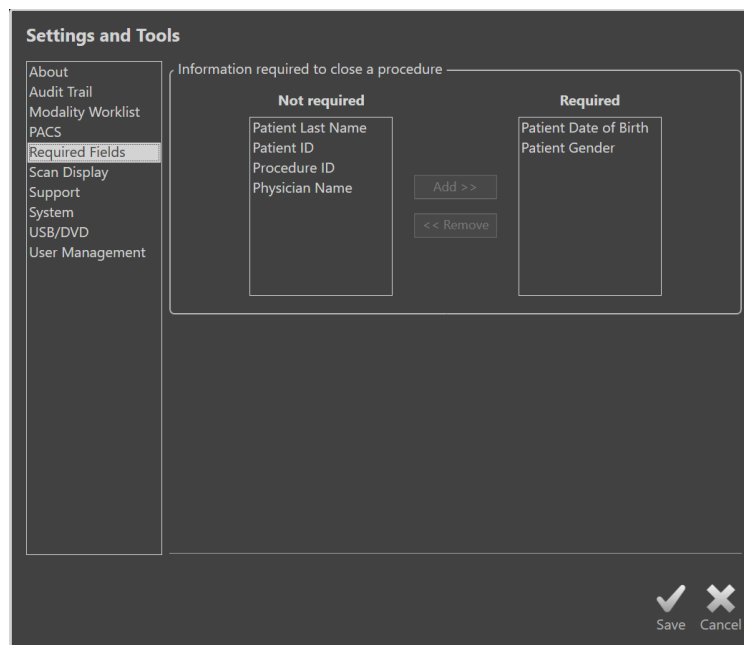 Settings and Tools
About
Audit Trail
Modality Worklist
PACS
Required Fields
Scan Display
Support
System
USB/DVD
User Management
Information required to close a procedure
Not required
Patient Last Name
Patient ID
Procedure ID
Physician Name
Add >>
<< Remove
Required
Patient Date of Birth
Patient Gender
Save
Cancel